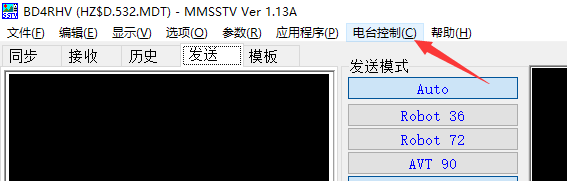 BD4RHV (HZ$D.532.MDT) - MMSSTV Ver 1.13A
文件(F) 编辑(E) 显示(V) 选项(O) 参数(R) 应用程序(P) 电台控制(C) 帮助(H)
同步 接收 历史 发送 模板
发送模式
Auto
Robot 36
Robot 72
AVT 90